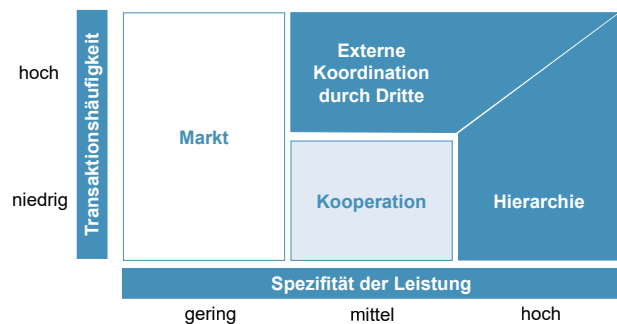 Transaktionshäufigkeit
hoch
niedrig
Markt
Externe
Koordination
durch Dritte
Kooperation
Hierarchie
Spezifität der Leistung
gering
mittel
hoch